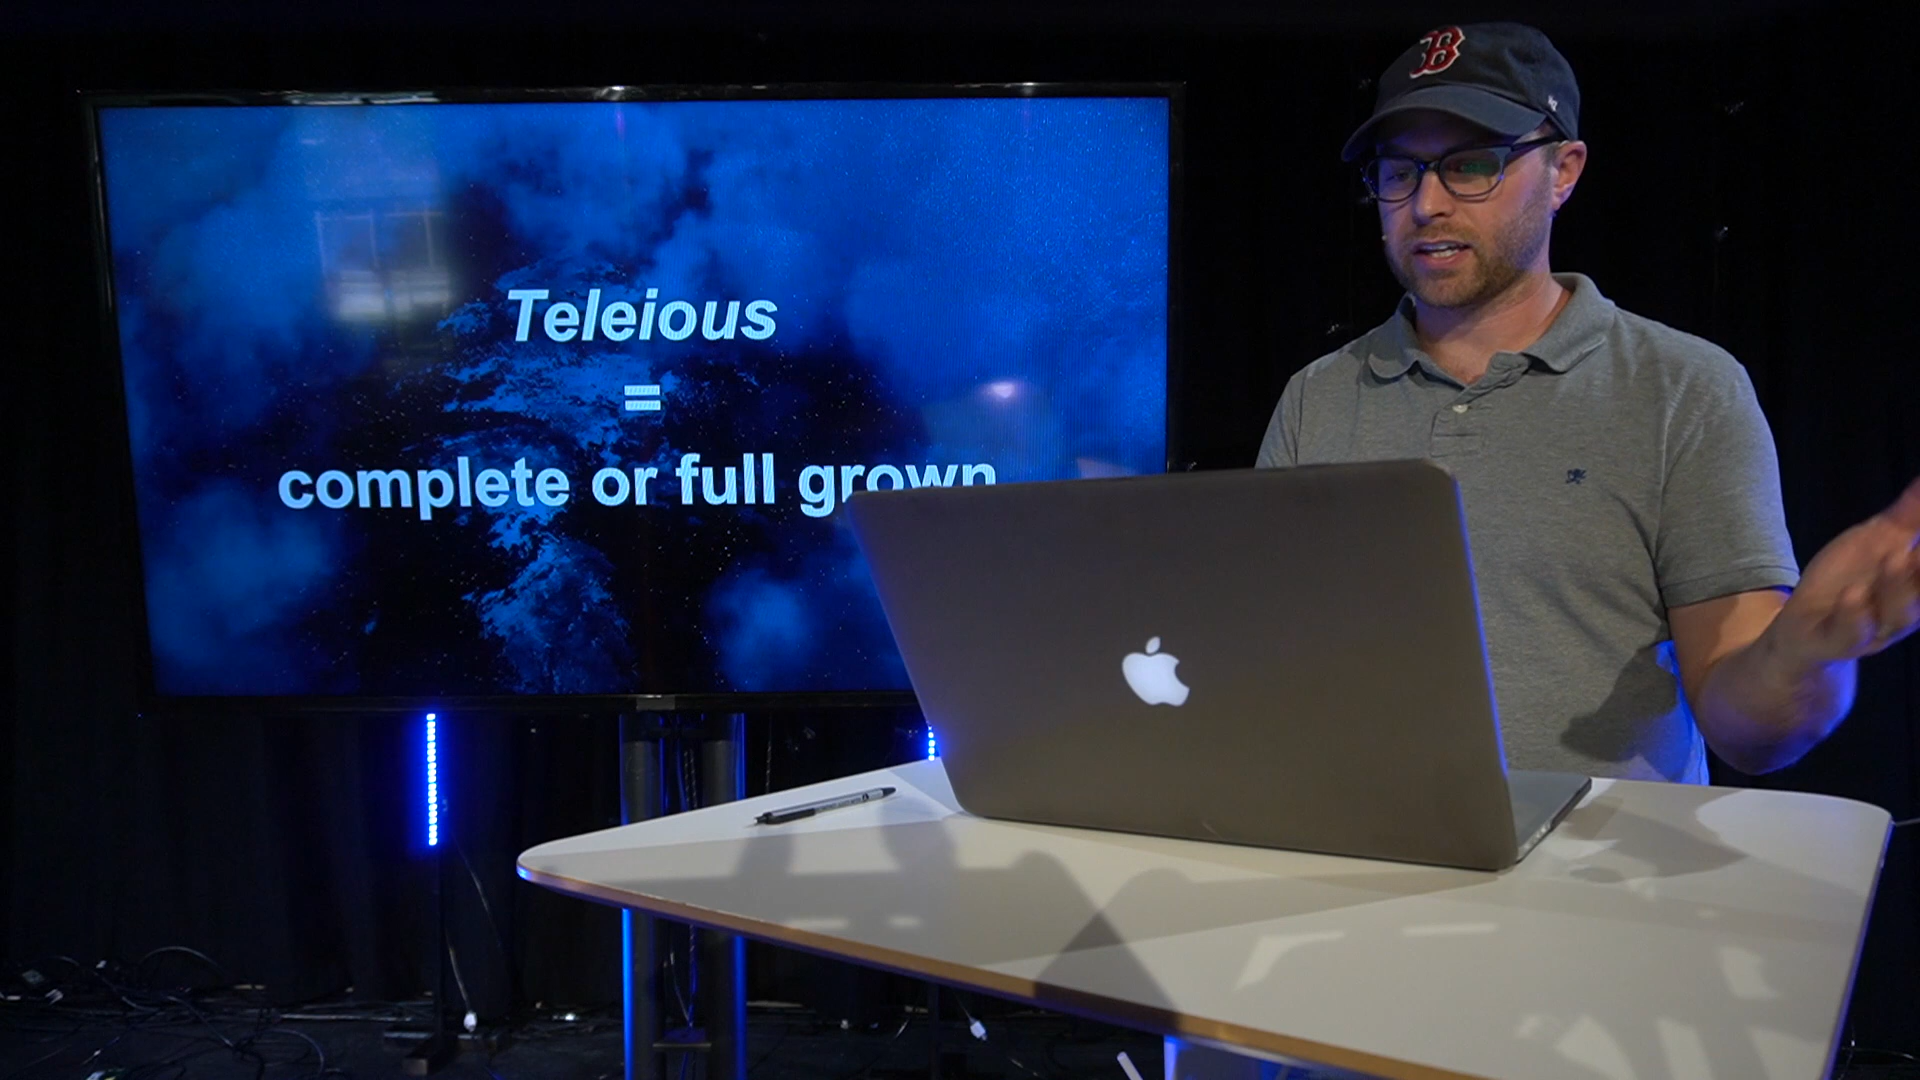 B
Teleious
=
complete or full grown